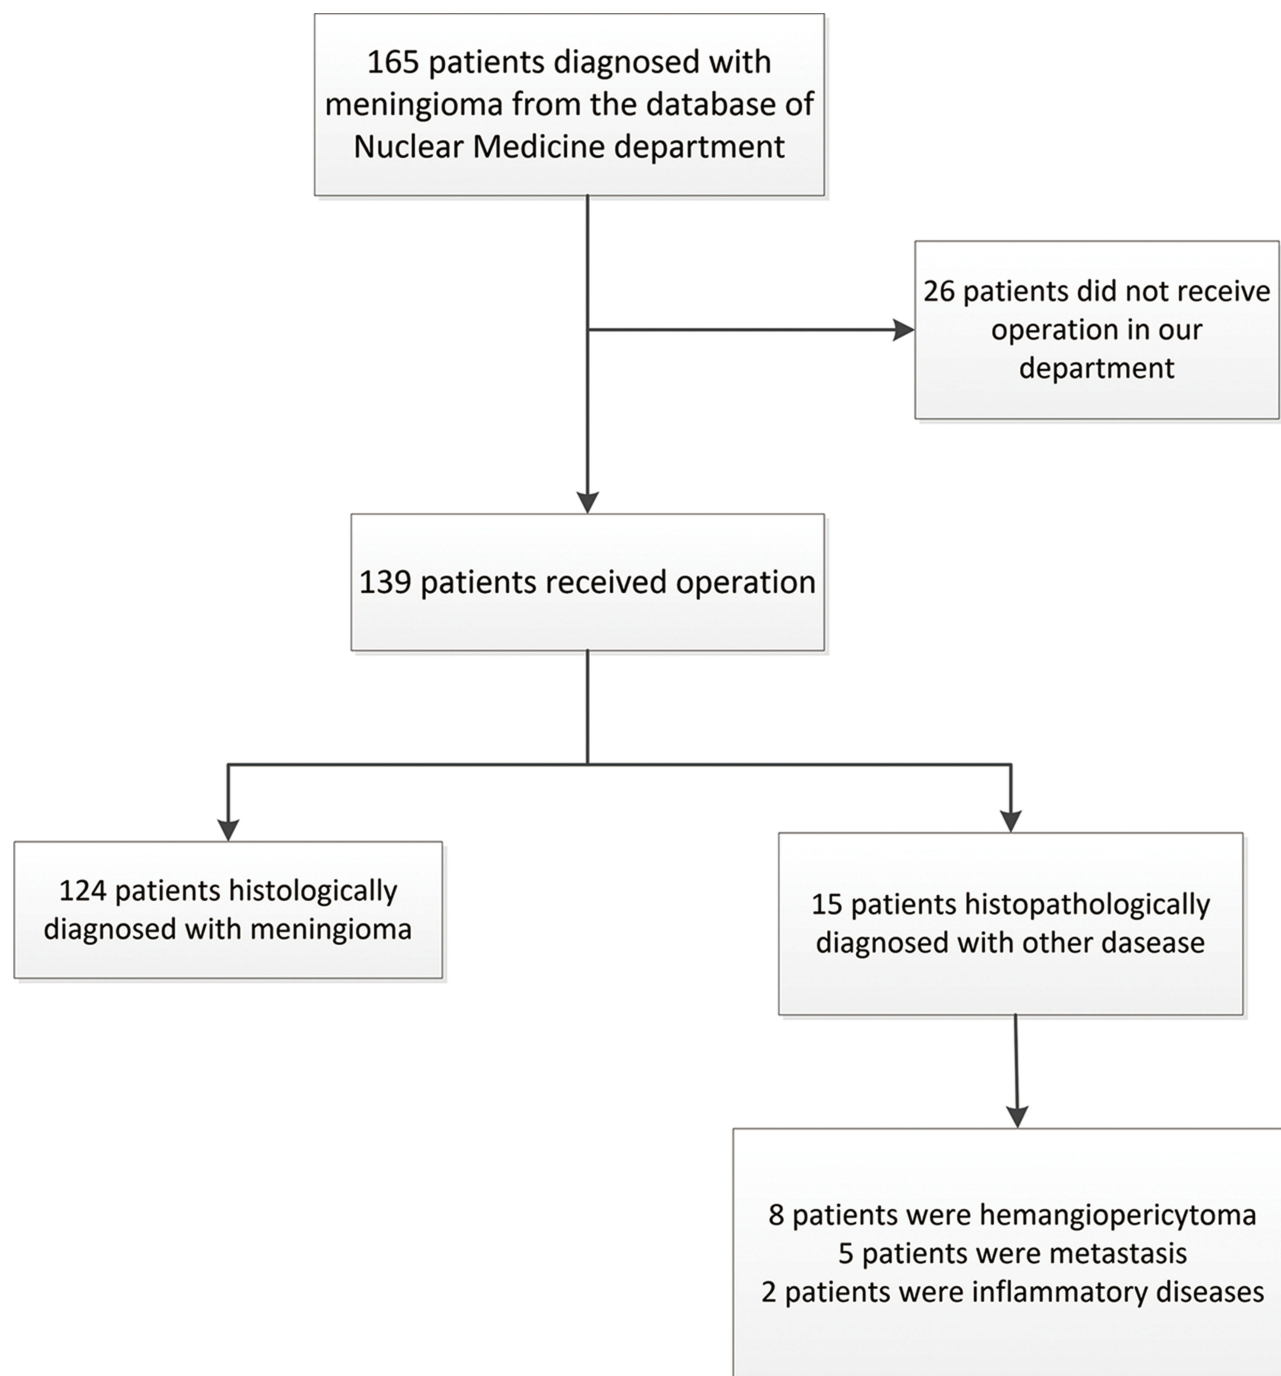 165 patients diagnosed with
meningioma from the database of
Nuclear Medicine department
26 patients did not receive
operation in our
department
139 patients received operation
124 patients histologically
diagnosed with meningioma
15 patients histopathologically
diagnosed with other dasease
8 patients were hemangiopericytoma
5 patients were metastasis
2 patients were inflammatory diseases